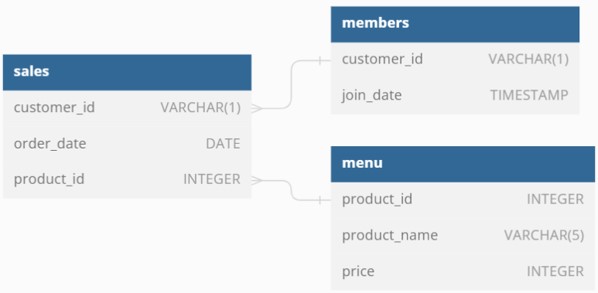 sales
customer_id VARCHAR(1)
order_date DATE
product_id INTEGER
members
customer_id VARCHAR(1)
join_date TIMESTAMP
menu
product_id INTEGER
product_name VARCHAR(5)
price INTEGER